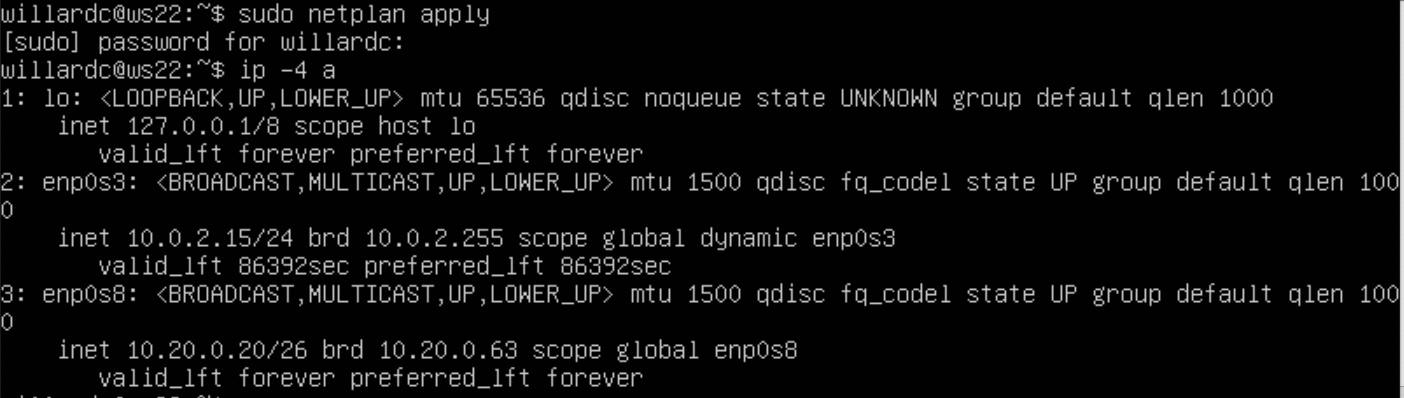 willardc@ws22:~$ sudo netplan apply
[sudo] password for willardc:
willardc@ws22:~$ ip -4 a
1: lo: <LOOPBACK,UP,LOWER_UP> mtu 65536 qdisc noqueue state UNKNOWN group default qlen 1000
    inet 127.0.0.1/8 scope host lo
       valid_lft forever preferred_lft forever
2: enp0s3: <BROADCAST,MULTICAST,UP,LOWER_UP> mtu 1500 qdisc fq_codel state UP group default qlen 100
0
    inet 10.0.2.15/24 brd 10.0.2.255 scope global dynamic enp0s3
       valid_lft 86392sec preferred_lft 86392sec
3: enp0s8: <BROADCAST,MULTICAST,UP,LOWER_UP> mtu 1500 qdisc fq_codel state UP group default qlen 100
0
    inet 10.20.0.20/26 brd 10.20.0.63 scope global enp0s8
       valid_lft forever preferred_lft forever